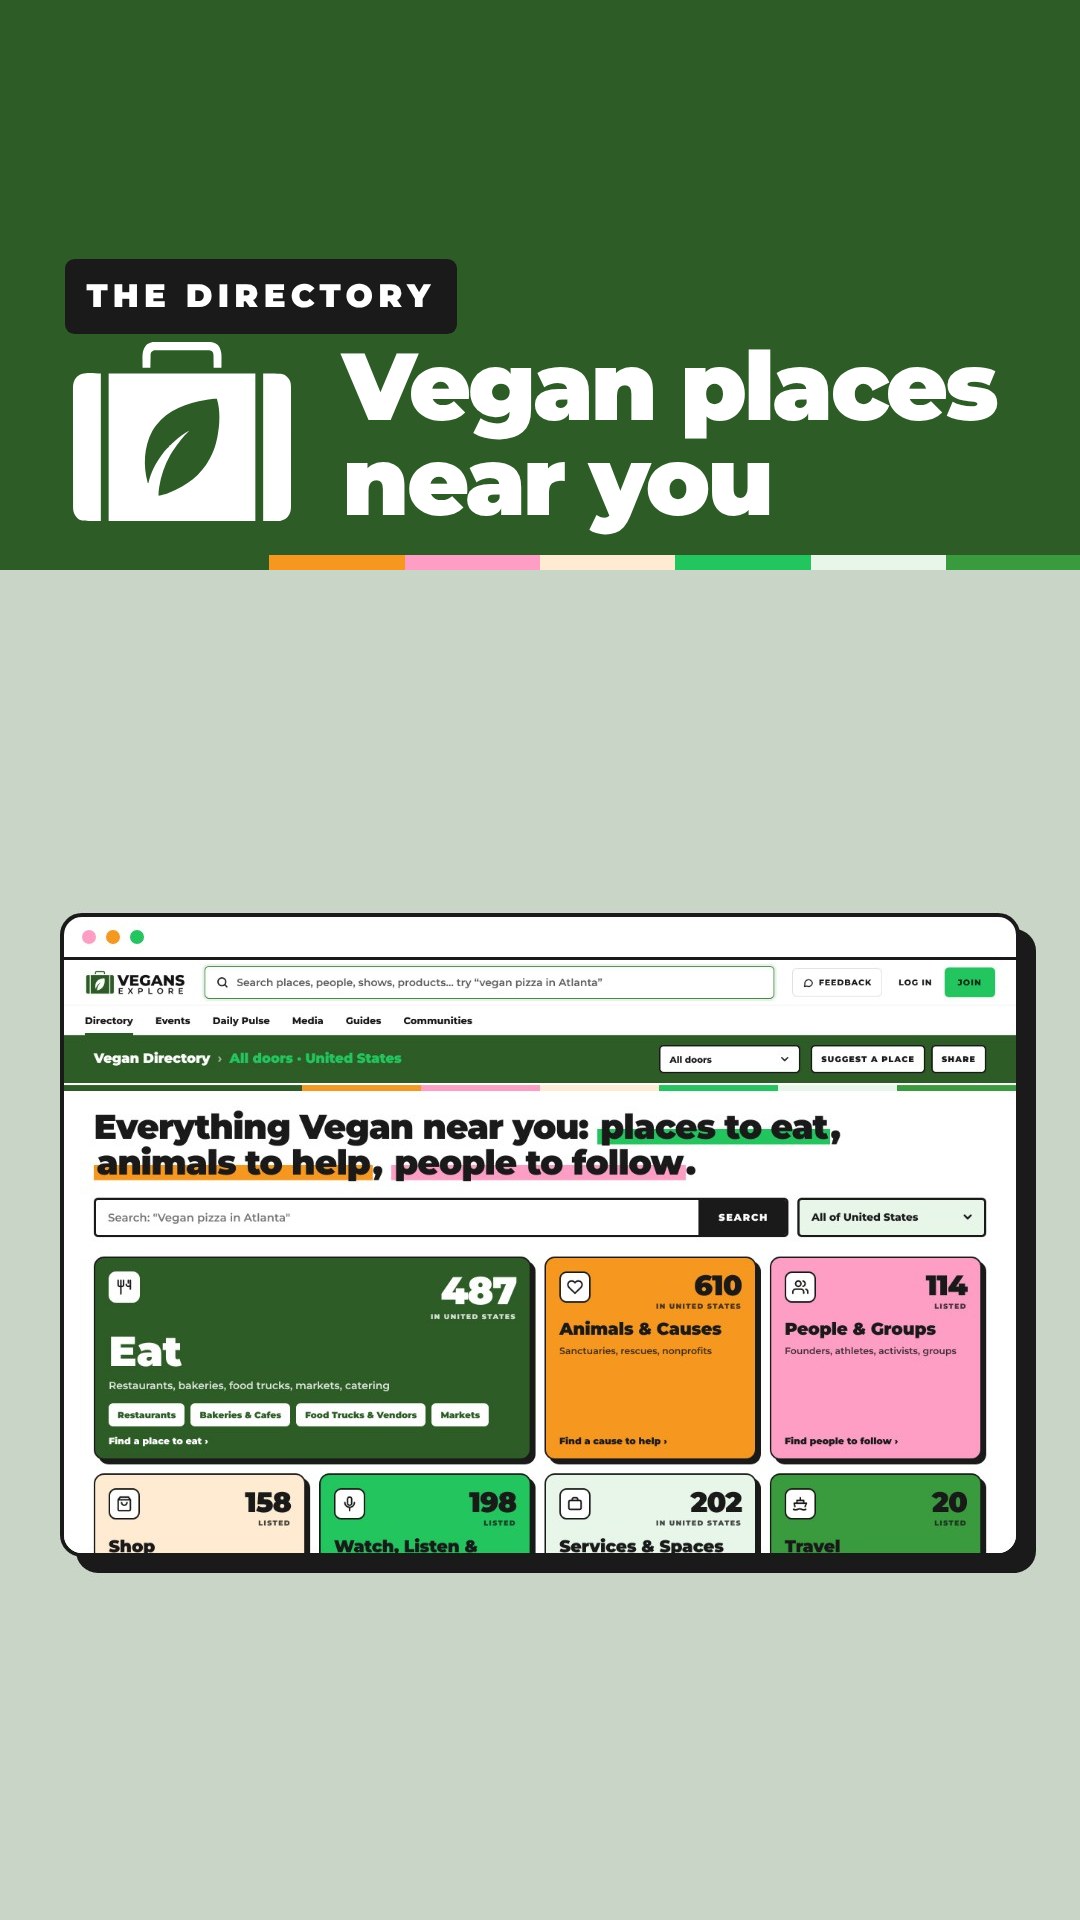 THE DIRECTORY
Vegan places
near you
VEGANS
EXPLORE
Search places, people, shows, products... try "vegan pizza in Atlanta"
FEEDBACK
LOG IN
JOIN
Directory Events Daily Pulse Media Guides Communities
Vegan Directory › All doors · United States
All doors
SUGGEST A PLACE
SHARE
Everything Vegan near you: places to eat,
animals to help, people to follow.
Search: "Vegan pizza in Atlanta"
SEARCH
All of United States
487
IN UNITED STATES
Eat
Restaurants, bakeries, food trucks, markets, catering
Restaurants Bakeries & Cafes Food Trucks & Vendors Markets
Find a place to eat ›
610
IN UNITED STATES
Animals & Causes
Sanctuaries, rescues, nonprofits
Find a cause to help ›
114
LISTED
People & Groups
Founders, athletes, activists, groups
Find people to follow ›
158
LISTED
Shop
198
LISTED
Watch, Listen &
202
IN UNITED STATES
Services & Spaces
20
LISTED
Travel